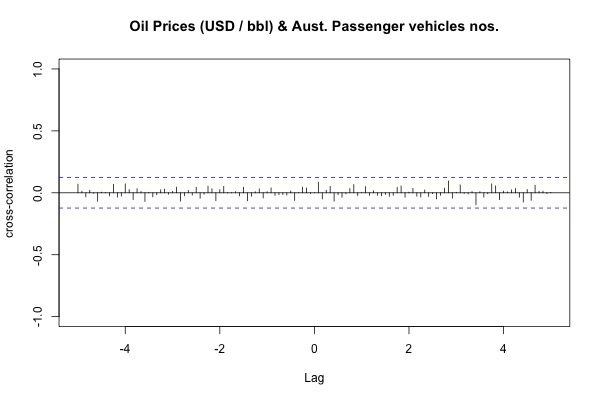 Oil Prices (USD / bbl) & Aust. Passenger vehicles nos.
1.0
0.5
0.0
-0.5
-1.0
cross-correlation
-4 -2 0 2 4
Lag